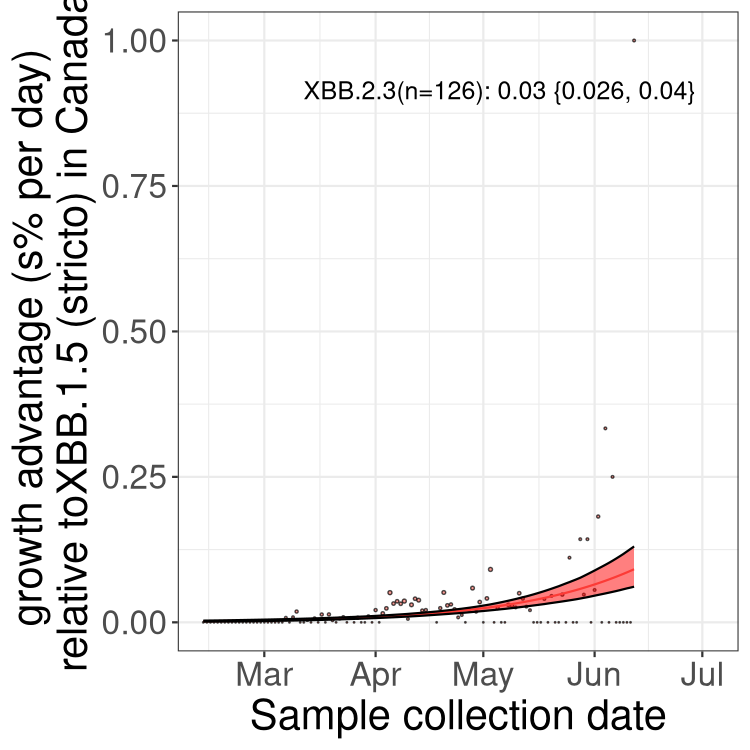 growth advantage (s% per day)
relative toXBB.1.5 (stricto) in Canada
1.00
0.75
0.50
0.25
0.00
XBB.2.3(n=126): 0.03 {0.026, 0.04}
Mar Apr May Jun Jul
Sample collection date